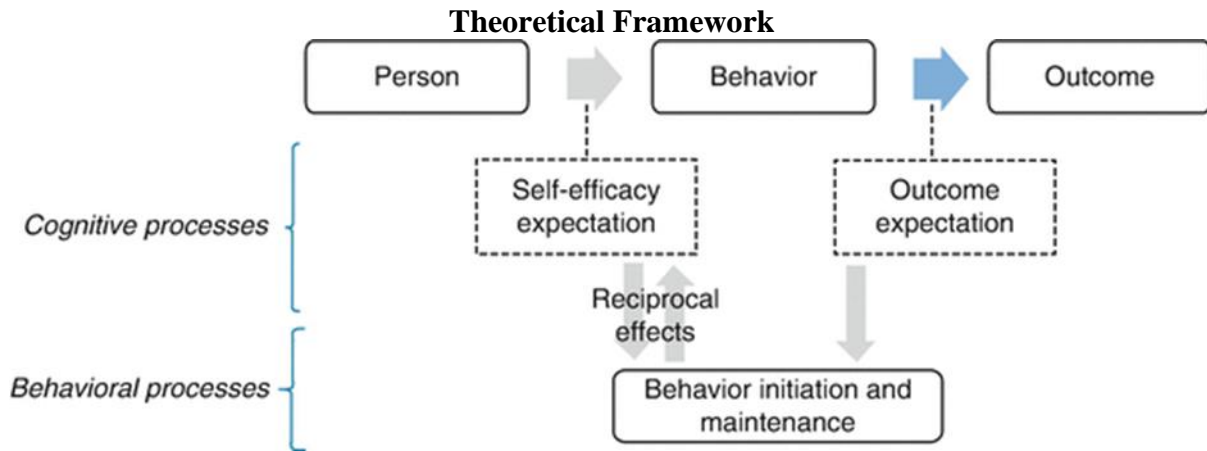 Theoretical Framework
Person
Behavior
Outcome
Self-efficacy
expectation
Outcome
expectation
Cognitive processes
Reciprocal
effects
Behavioral processes
Behavior initiation and
maintenance